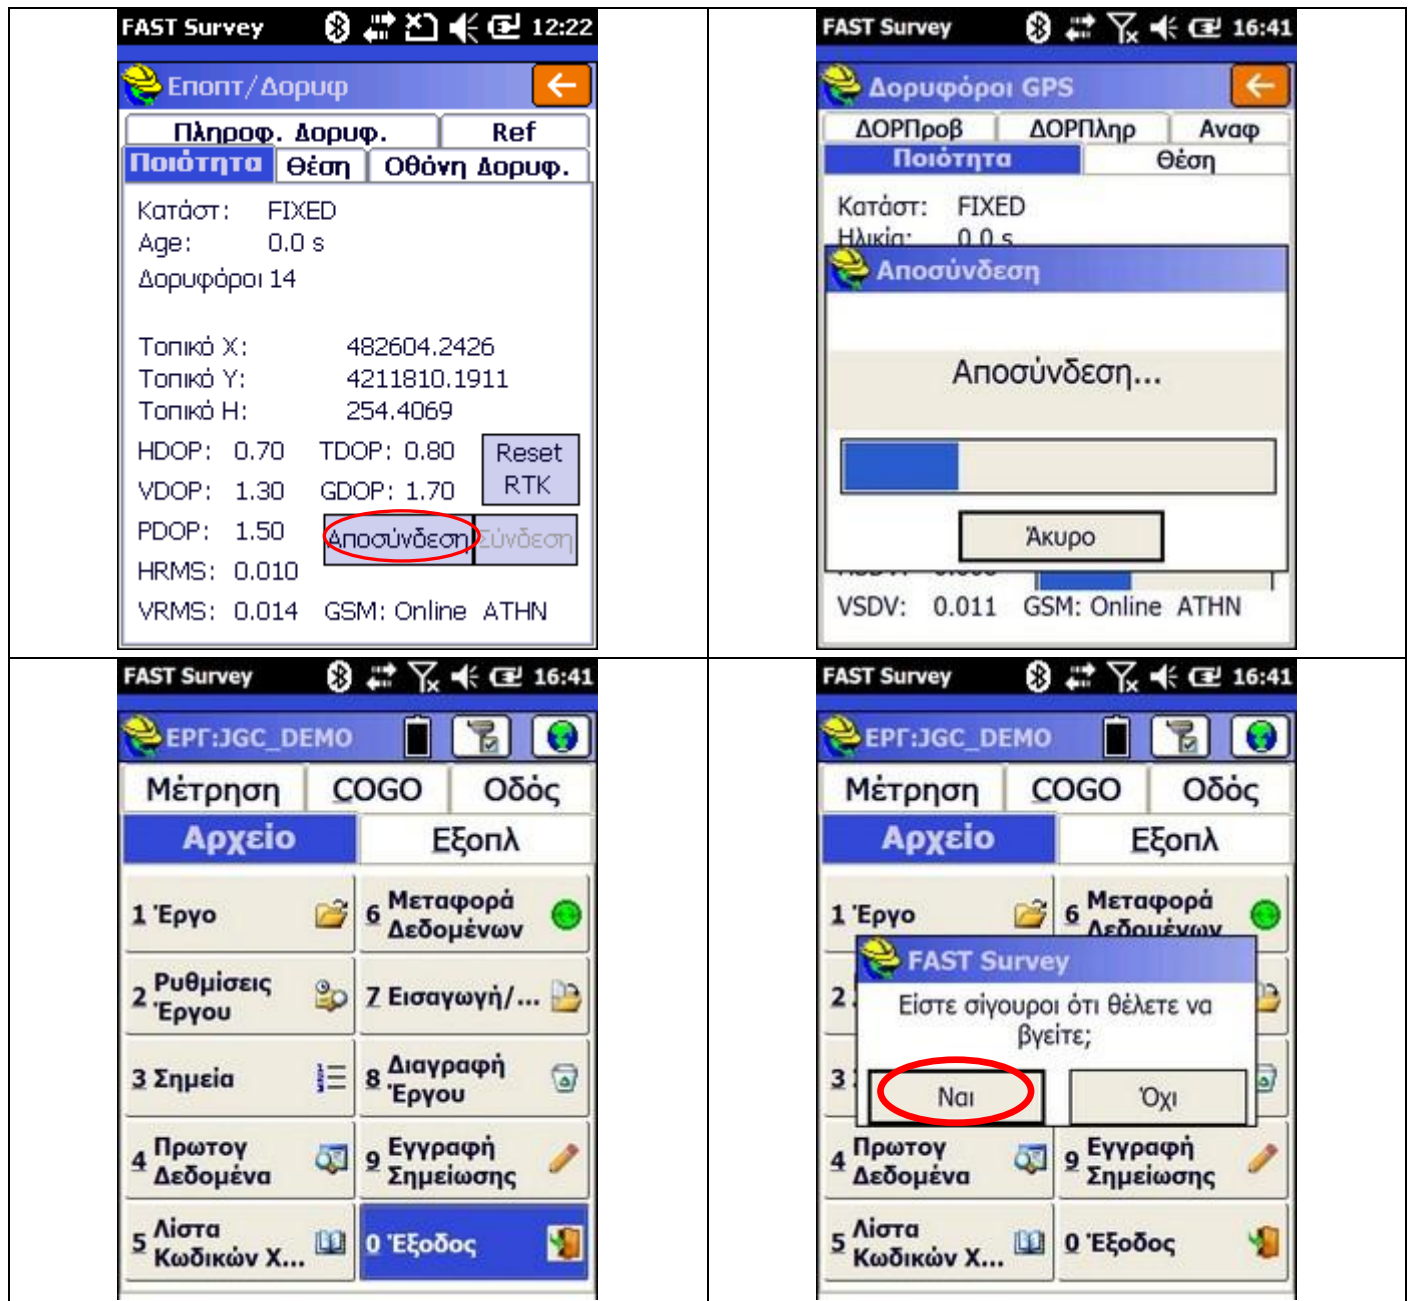 FAST Survey 12:22
Εποπτ/Δορυφ
Πληροφ. Δορυφ. Ref
Ποιότητα Θέση Οθόνη Δορυφ.
Κατάστ: FIXED
Age: 0.0 s
Δορυφόροι 14
Τοπικό X: 482604.2426
Τοπικό Y: 4211810.1911
Τοπικό H: 254.4069
HDOP: 0.70 TDOP: 0.80 Reset
VDOP: 1.30 GDOP: 1.70 RTK
PDOP: 1.50 Αποσύνδεση Σύνδεση
HRMS: 0.010
VRMS: 0.014 GSM: Online ATHN
FAST Survey 16:41
Δορυφόροι GPS
ΔΟΡΠροβ ΔΟΡΠληρ Αναφ
Ποιότητα Θέση
Κατάστ: FIXED
Ηλικία: 0.0 s
Αποσύνδεση
Αποσύνδεση...
Άκυρο
VSDV: 0.011 GSM: Online ATHN
FAST Survey 16:41
ΕΡΓ:JGC_DEMO
Μέτρηση COGO Οδός
Αρχείο Εξοπλ
1 Έργο 6 Μεταφορά Δεδομένων
2 Ρυθμίσεις Έργου 7 Εισαγωγή/...
3 Σημεία 8 Διαγραφή Έργου
4 Πρωτογ Δεδομένα 9 Εγγραφή Σημείωσης
5 Λίστα Κωδικών Χ... 0 Έξοδος
FAST Survey 16:41
ΕΡΓ:JGC_DEMO
Μέτρηση COGO Οδός
Αρχείο Εξοπλ
1 Έργο 6 Μεταφορά Δεδομένων
FAST Survey
2 Είστε σίγουροι ότι θέλετε να
βγείτε;
3 Ναι Όχι
4 Πρωτογ Δεδομένα 9 Εγγραφή Σημείωσης
5 Λίστα Κωδικών Χ... 0 Έξοδος